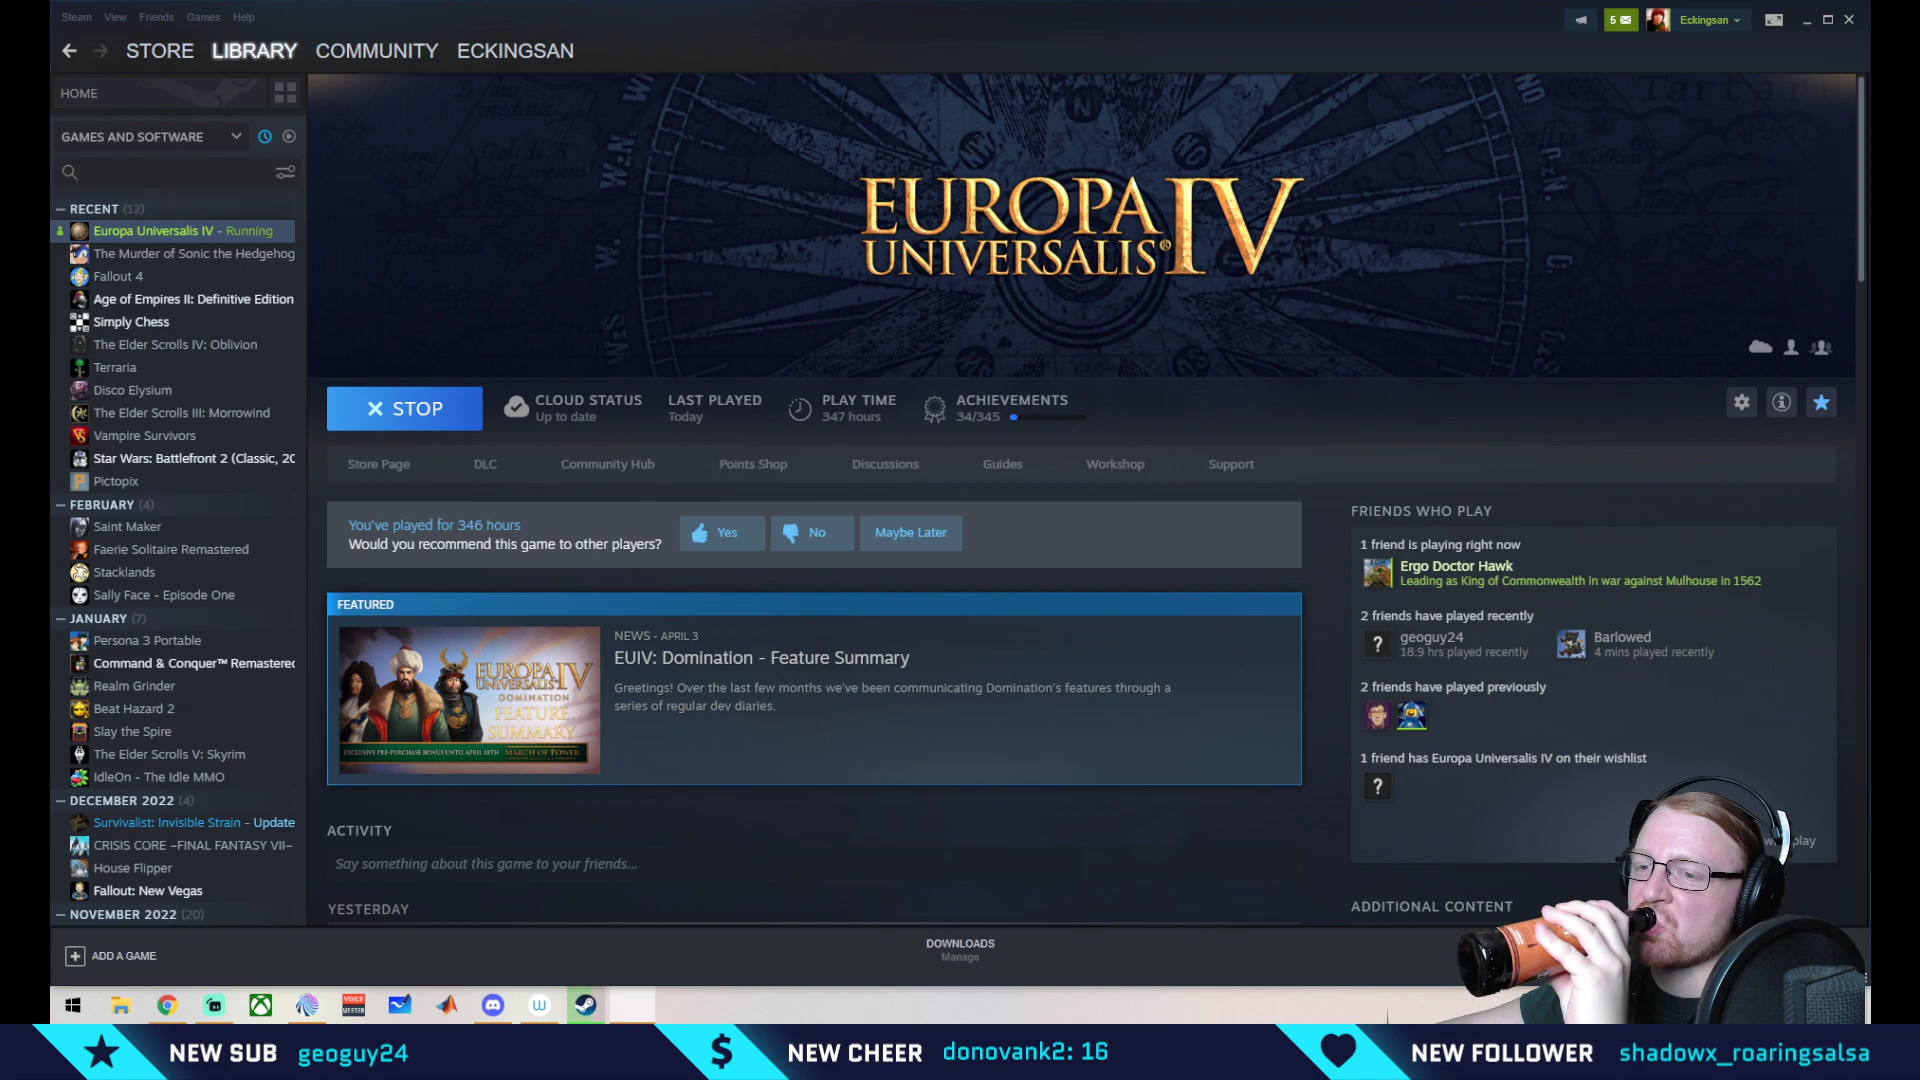 Steam View Friends Games Help
5
Eckingsan
STORE LIBRARY COMMUNITY ECKINGSAN
HOME
GAMES AND SOFTWARE
RECENT (12)
Europa Universalis IV - Running
The Murder of Sonic the Hedgehog
Fallout 4
Age of Empires II: Definitive Edition
Simply Chess
The Elder Scrolls IV: Oblivion
Terraria
Disco Elysium
The Elder Scrolls III: Morrowind
Vampire Survivors
Star Wars: Battlefront 2 (Classic, 20
Pictopix
FEBRUARY (4)
Saint Maker
Faerie Solitaire Remastered
Stacklands
Sally Face - Episode One
JANUARY (7)
Persona 3 Portable
Command & Conquer™ Remastered
Realm Grinder
Beat Hazard 2
Slay the Spire
The Elder Scrolls V: Skyrim
IdleOn - The Idle MMO
DECEMBER 2022 (4)
Survivalist: Invisible Strain - Update
CRISIS CORE –FINAL FANTASY VII–
House Flipper
Fallout: New Vegas
NOVEMBER 2022 (20)
ADD A GAME
EUROPA
UNIVERSALIS® IV
STOP
CLOUD STATUS
Up to date
LAST PLAYED
Today
PLAY TIME
347 hours
ACHIEVEMENTS
34/345
Store Page DLC Community Hub Points Shop Discussions Guides Workshop Support
You've played for 346 hours
Would you recommend this game to other players?
Yes No Maybe Later
FEATURED
EUROPA
UNIVERSALIS IV
DOMINATION
FEATURE
SUMMARY
EXCLUSIVE PRE-PURCHASE BONUS UNTIL APRIL 18TH MARCH OF POWER
NEWS - APRIL 3
EUIV: Domination - Feature Summary
Greetings! Over the last few months we've been communicating Domination's features through a
series of regular dev diaries.
ACTIVITY
Say something about this game to your friends...
YESTERDAY
FRIENDS WHO PLAY
1 friend is playing right now
Ergo Doctor Hawk
Leading as King of Commonwealth in war against Mulhouse in 1562
2 friends have played recently
geoguy24
18.9 hrs played recently
Barlowed
4 mins played recently
2 friends have played previously
1 friend has Europa Universalis IV on their wishlist
play
ADDITIONAL CONTENT
DOWNLOADS
Manage
VOICE
MEETER
NEW SUB geoguy24
NEW CHEER donovank2: 16
NEW FOLLOWER shadowx_roaringsalsa